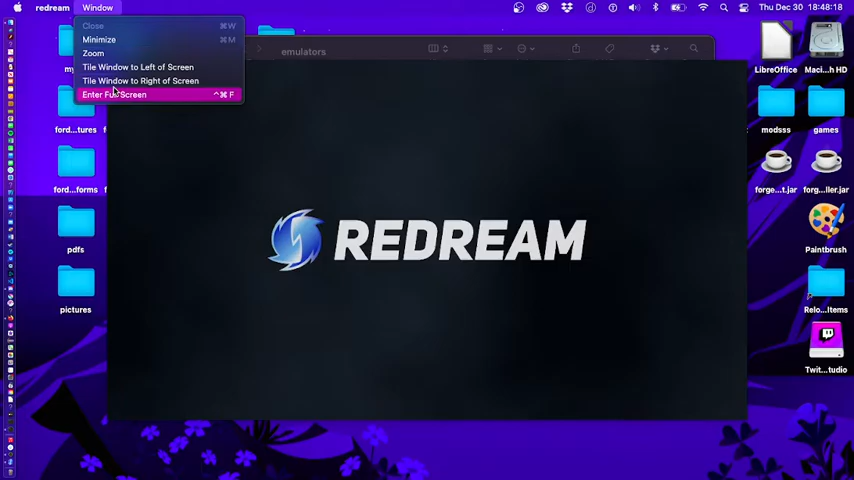 redream Window Thu Dec 30 18:48:18
Close ⌘W
Minimize ⌘M
Zoom
Tile Window to Left of Screen
Tile Window to Right of Screen
Enter Full Screen ^⌘F
emulators
REDREAM
my
ford...tures
ford...forms
pdfs
pictures
LibreOffice
Maci...h HD
modsss
games
forge...t.jar
forg...ller.jar
Paintbrush
Relo...Items
Twit...tudio